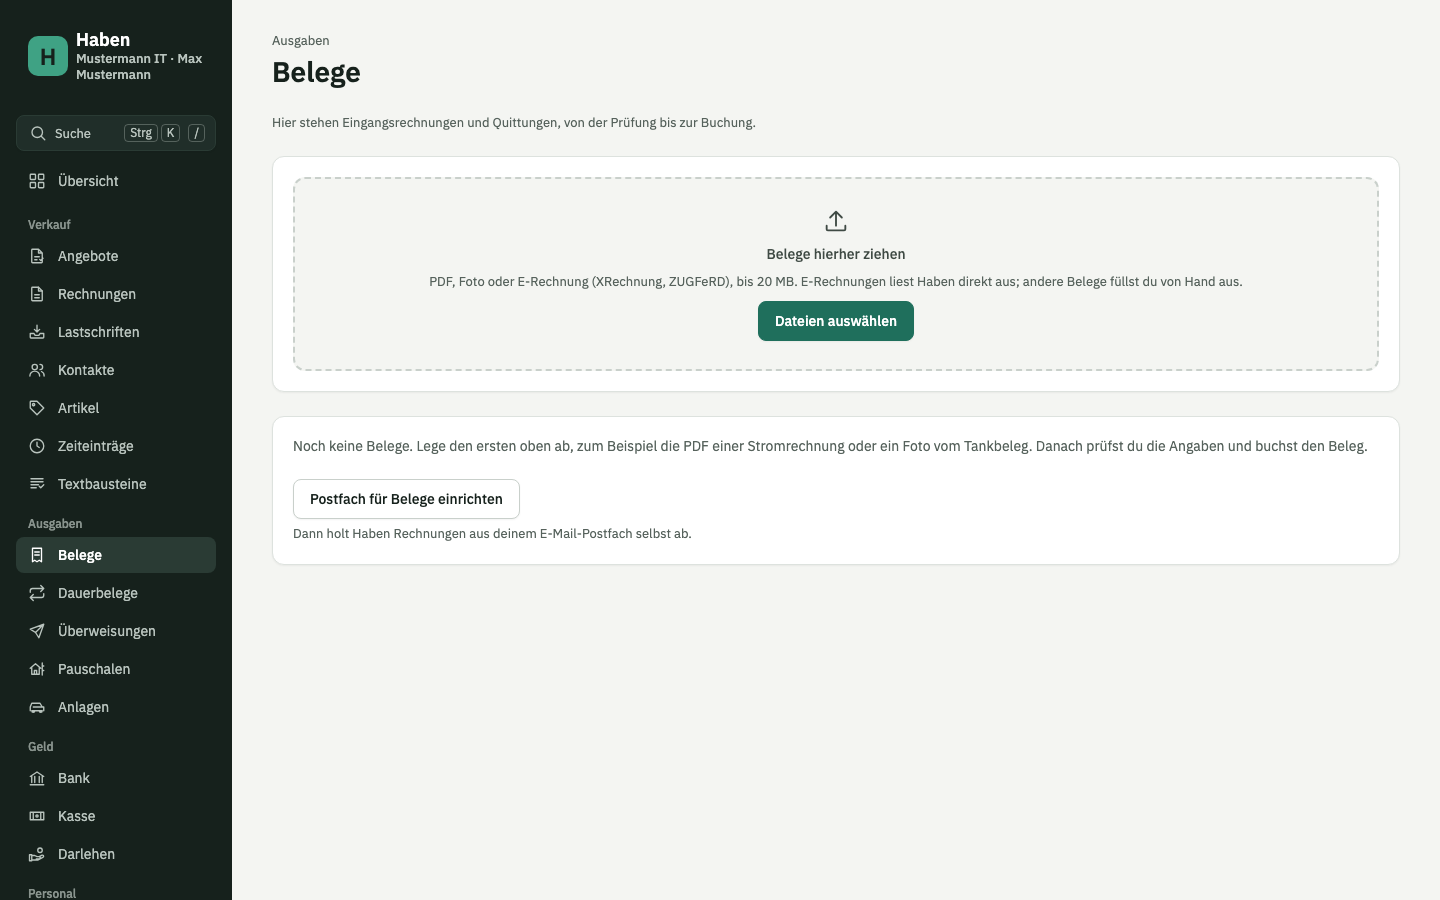 H
Haben
Mustermann IT · Max
Mustermann
Suche Strg K /
Übersicht
Verkauf
Angebote
Rechnungen
Lastschriften
Kontakte
Artikel
Zeiteinträge
Textbausteine
Ausgaben
Belege
Dauerbelege
Überweisungen
Pauschalen
Anlagen
Geld
Bank
Kasse
Darlehen
Personal
Ausgaben
Belege
Hier stehen Eingangsrechnungen und Quittungen, von der Prüfung bis zur Buchung.
Belege hierher ziehen
PDF, Foto oder E-Rechnung (XRechnung, ZUGFeRD), bis 20 MB. E-Rechnungen liest Haben direkt aus; andere Belege füllst du von Hand aus.
Dateien auswählen
Noch keine Belege. Lege den ersten oben ab, zum Beispiel die PDF einer Stromrechnung oder ein Foto vom Tankbeleg. Danach prüfst du die Angaben und buchst den Beleg.
Postfach für Belege einrichten
Dann holt Haben Rechnungen aus deinem E-Mail-Postfach selbst ab.